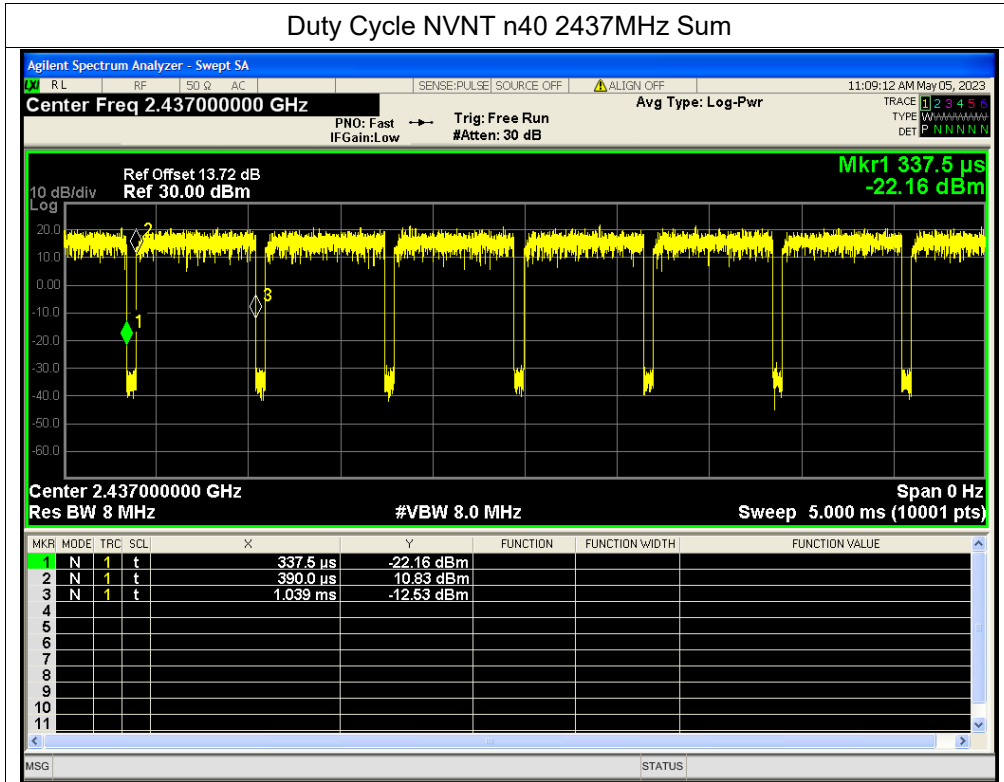 Duty Cycle NVNT n40 2437MHz Sum
Agilent Spectrum Analyzer - Swept SA
LXI RL RF 50 Ω AC SENSE:PULSE SOURCE OFF ALIGN OFF 11:09:12 AM May 05, 2023
Center Freq 2.437000000 GHz Avg Type: Log-Pwr TRACE 1 2 3 4 5 6
PNO: Fast Trig: Free Run TYPE WWWWWW
IFGain:Low #Atten: 30 dB DET P N N N N N
Mkr1 337.5 µs
Ref Offset 13.72 dB
10 dB/div Ref 30.00 dBm -22.16 dBm
Log
20.0
10.0
0.00
-10.0
-20.0
-30.0
-40.0
-50.0
-60.0
2
3
1
Center 2.437000000 GHz Span 0 Hz
Res BW 8 MHz #VBW 8.0 MHz Sweep 5.000 ms (10001 pts)
MKR MODE TRC SCL X Y FUNCTION FUNCTION WIDTH FUNCTION VALUE
1 N 1 t 337.5 µs -22.16 dBm
2 N 1 t 390.0 µs 10.83 dBm
3 N 1 t 1.039 ms -12.53 dBm
4
5
6
7
8
9
10
11
MSG STATUS